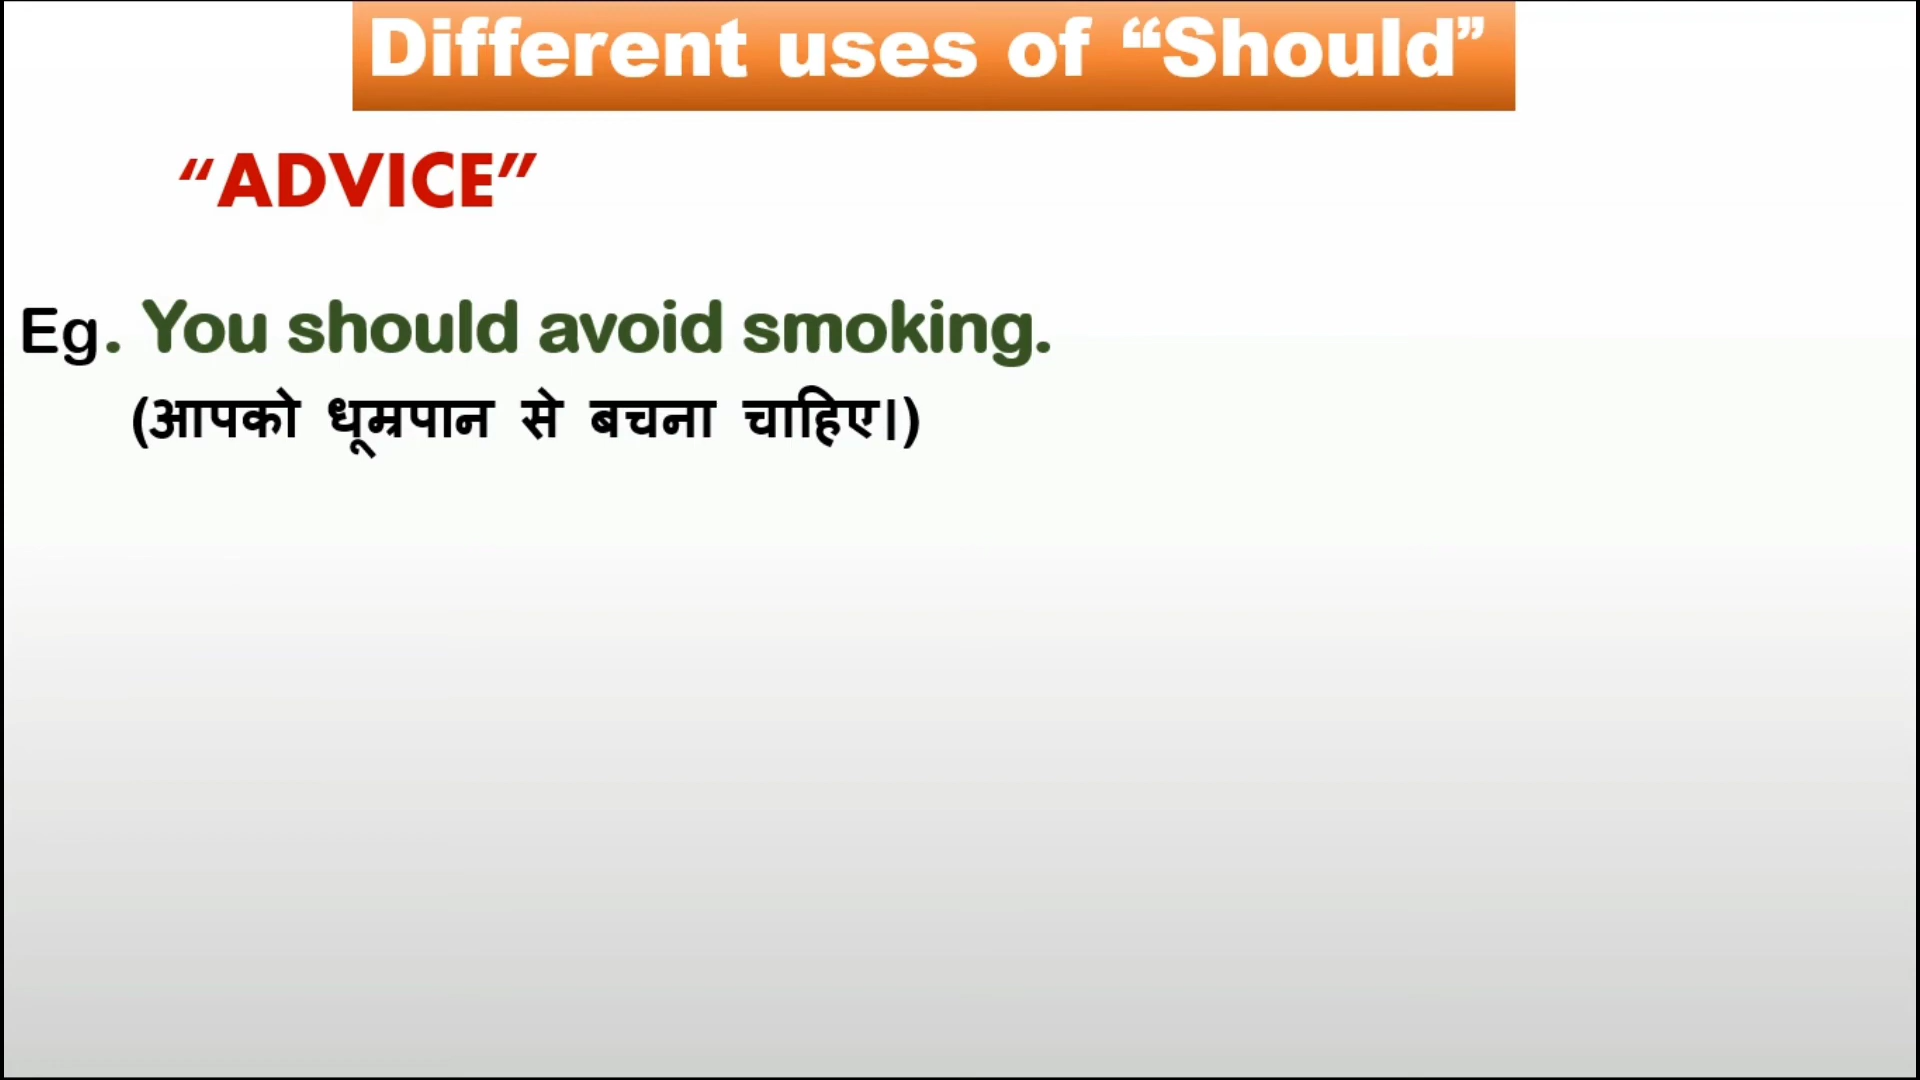 Different uses of “Should”
“ADVICE”
Eg. You should avoid smoking.
(आपको धूम्रपान से बचना चाहिए।)